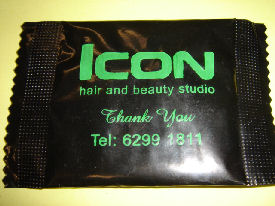 ICON
hair and beauty studio
Thank You
Tel: 6299 1811